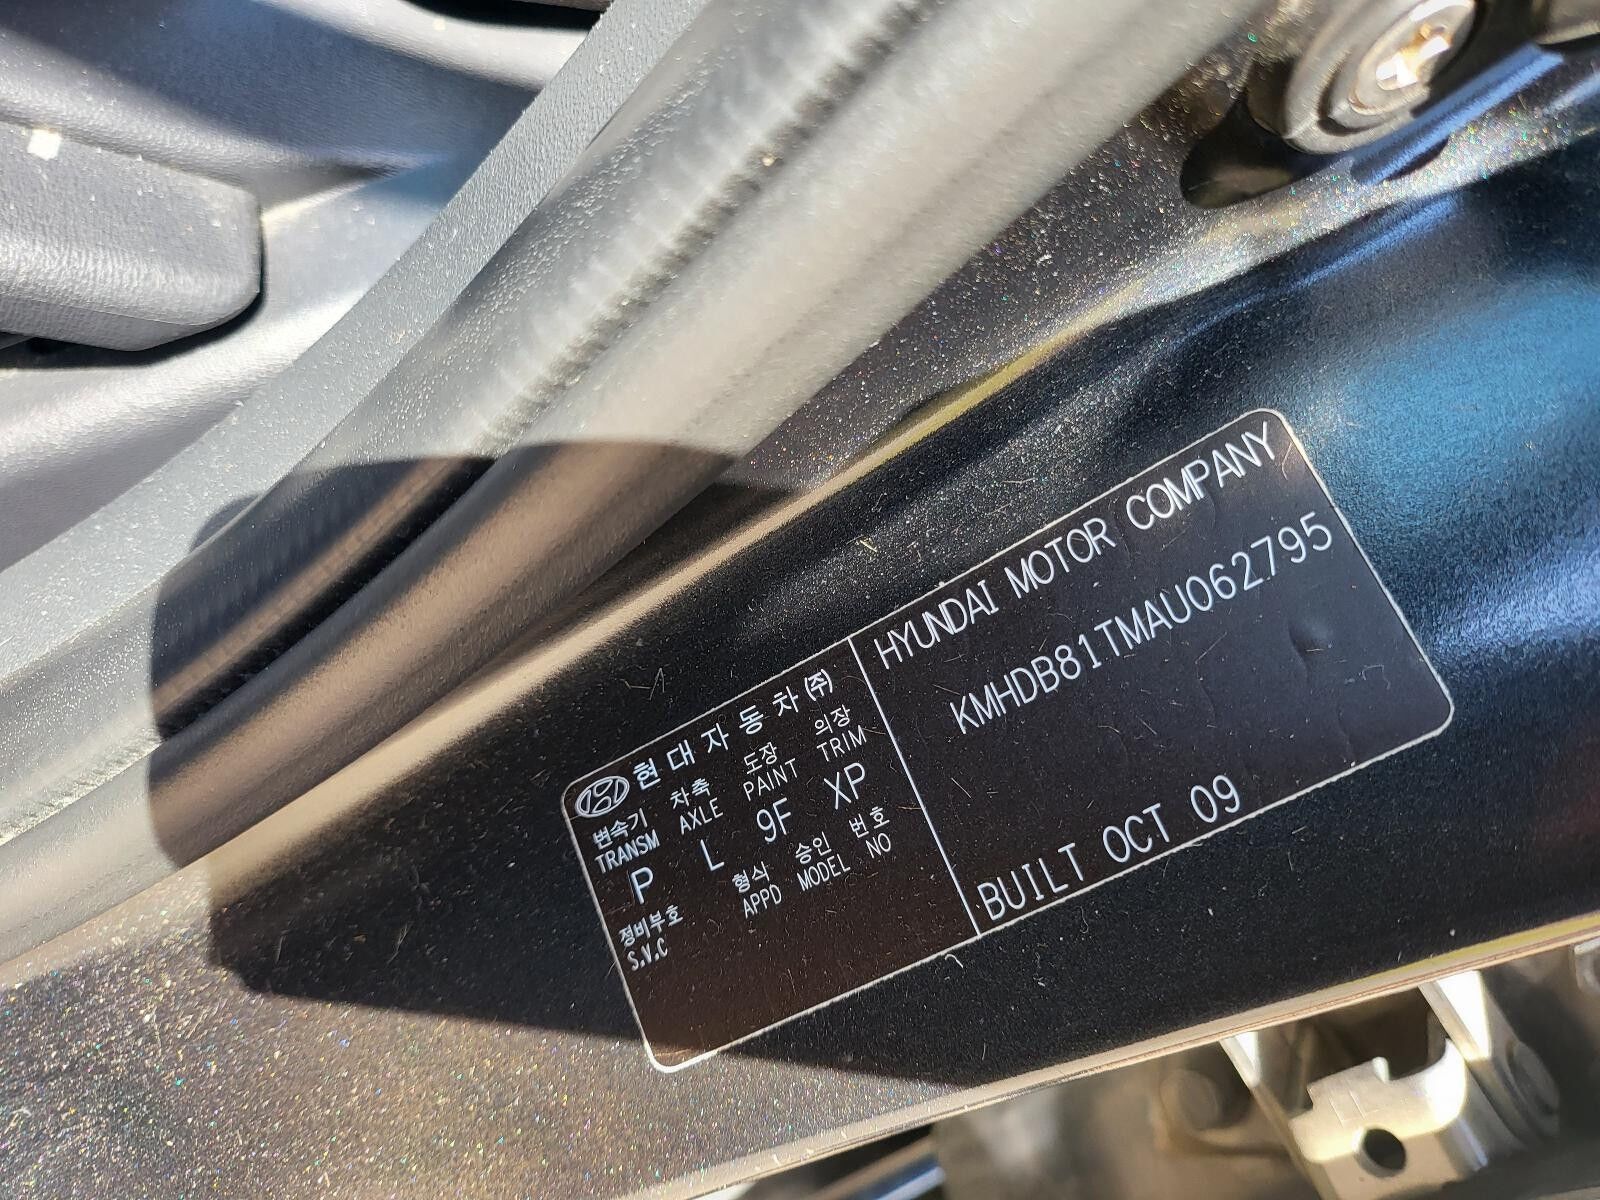 현대자동차(주)
변속기 차축 도장 의장
TRANSM AXLE PAINT TRIM
P L 9F XP
정비부호 형식 승인 번호
S.V.C APPD MODEL NO
HYUNDAI MOTOR COMPANY
KMHDB81TMAU062795
BUILT OCT 09